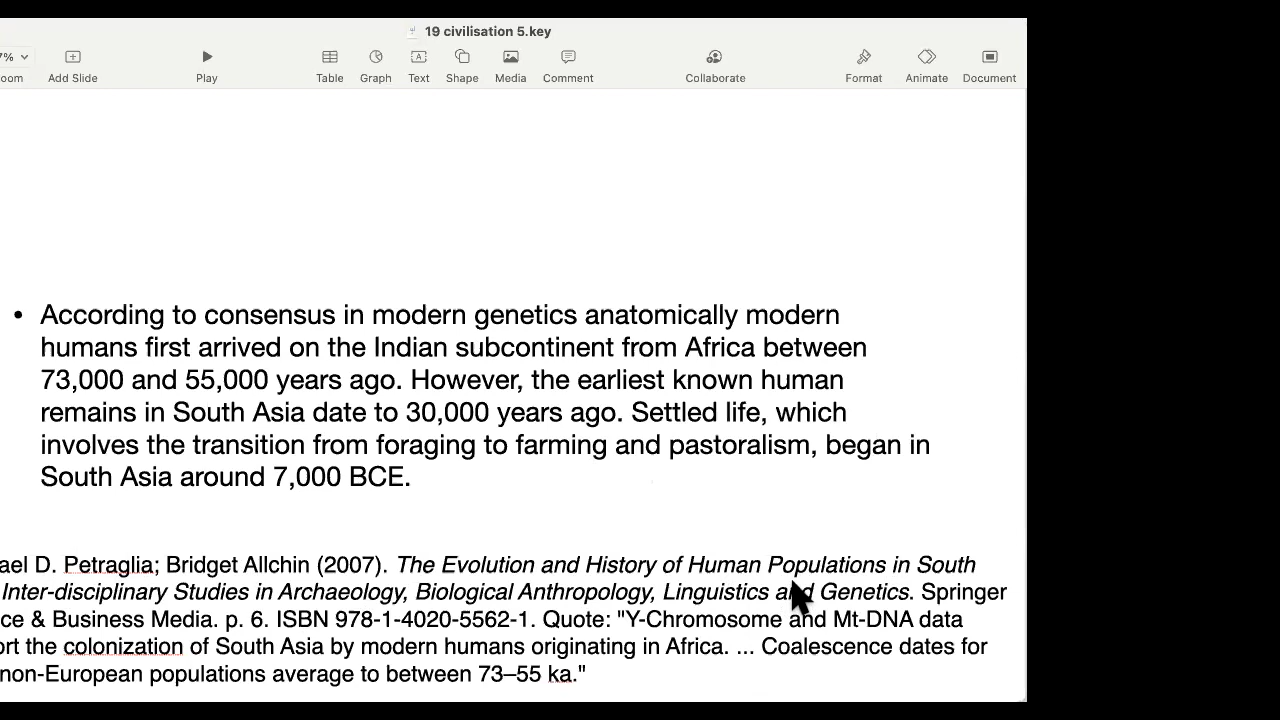 19 civilisation 5.key
7%
oom Add Slide Play Table Graph Text Shape Media Comment Collaborate Format Animate Document
• According to consensus in modern genetics anatomically modern
humans first arrived on the Indian subcontinent from Africa between
73,000 and 55,000 years ago. However, the earliest known human
remains in South Asia date to 30,000 years ago. Settled life, which
involves the transition from foraging to farming and pastoralism, began in
South Asia around 7,000 BCE.
ael D. Petraglia; Bridget Allchin (2007). The Evolution and History of Human Populations in South
Inter-disciplinary Studies in Archaeology, Biological Anthropology, Linguistics and Genetics. Springer
ce & Business Media. p. 6. ISBN 978-1-4020-5562-1. Quote: "Y-Chromosome and Mt-DNA data
ort the colonization of South Asia by modern humans originating in Africa. ... Coalescence dates for
non-European populations average to between 73–55 ka."